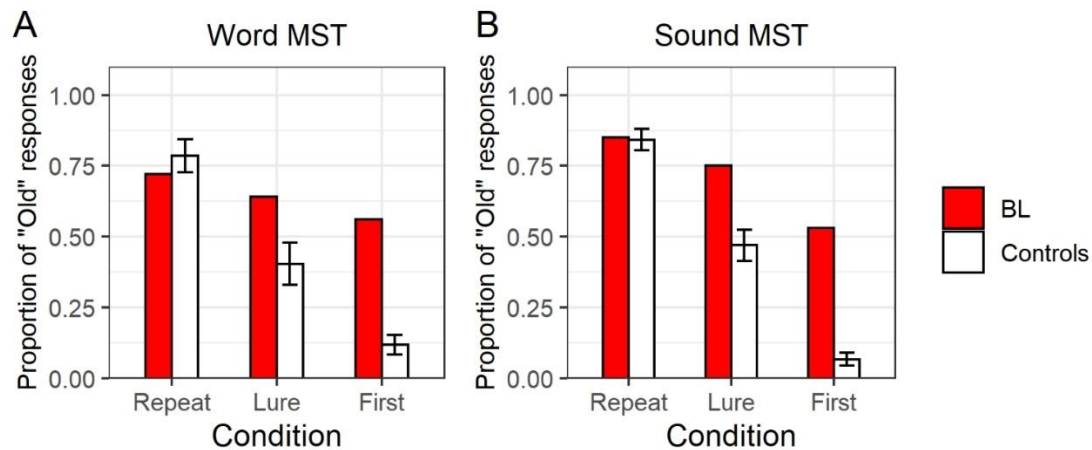 A
Word MST
Proportion of "Old" responses
1.00
0.75
0.50
0.25
0.00
Repeat Lure First
Condition
B
Sound MST
Proportion of "Old" responses
1.00
0.75
0.50
0.25
0.00
Repeat Lure First
Condition
BL
Controls